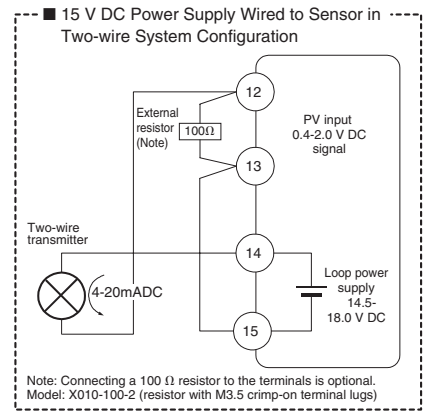 ■ 15 V DC Power Supply Wired to Sensor in
Two-wire System Configuration
12
External
resistor
(Note)
100Ω
PV input
0.4-2.0 V DC
signal
13
Two-wire
transmitter
14
4-20mADC
Loop power
supply
14.5-
18.0 V DC
15
Note: Connecting a 100 Ω resistor to the terminals is optional.
Model: X010-100-2 (resistor with M3.5 crimp-on terminal lugs)